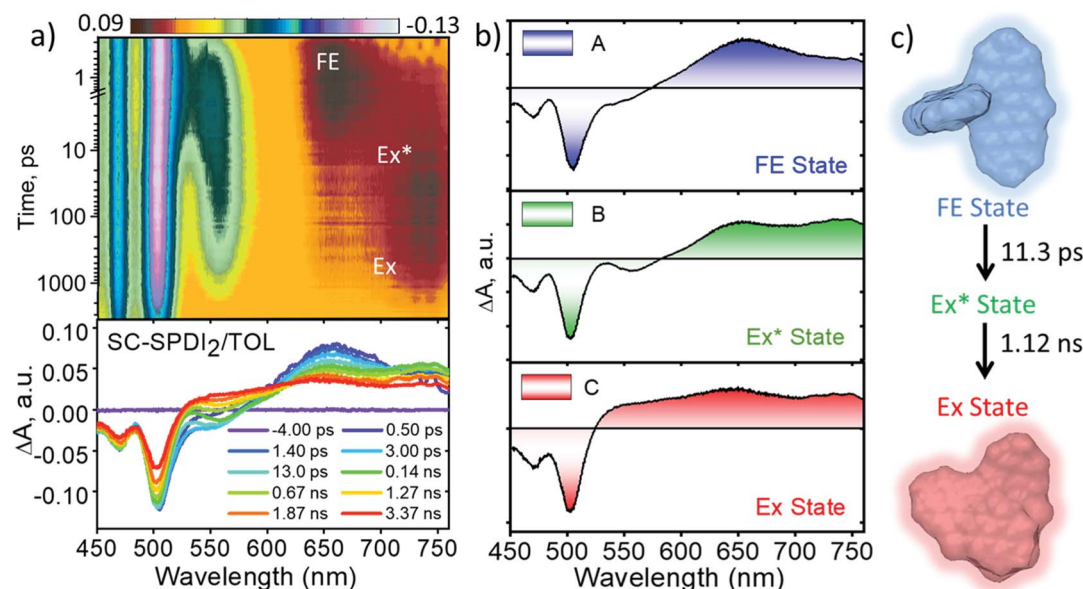 a)
0.09
-0.13
FE
Ex*
Ex
1
10
100
1000
Time, ps
SC-SPDI2/TOL
0.10
0.05
0.00
-0.05
-0.10
ΔA, a.u.
-4.00 ps 0.50 ps
1.40 ps 3.00 ps
13.0 ps 0.14 ns
0.67 ns 1.27 ns
1.87 ns 3.37 ns
450 500 550 600 650 700 750
Wavelength (nm)
b)
A
FE State
B
Ex* State
C
Ex State
ΔA, a.u.
450 500 550 600 650 700 750
Wavelength (nm)
c)
FE State
11.3 ps
Ex* State
1.12 ns
Ex State